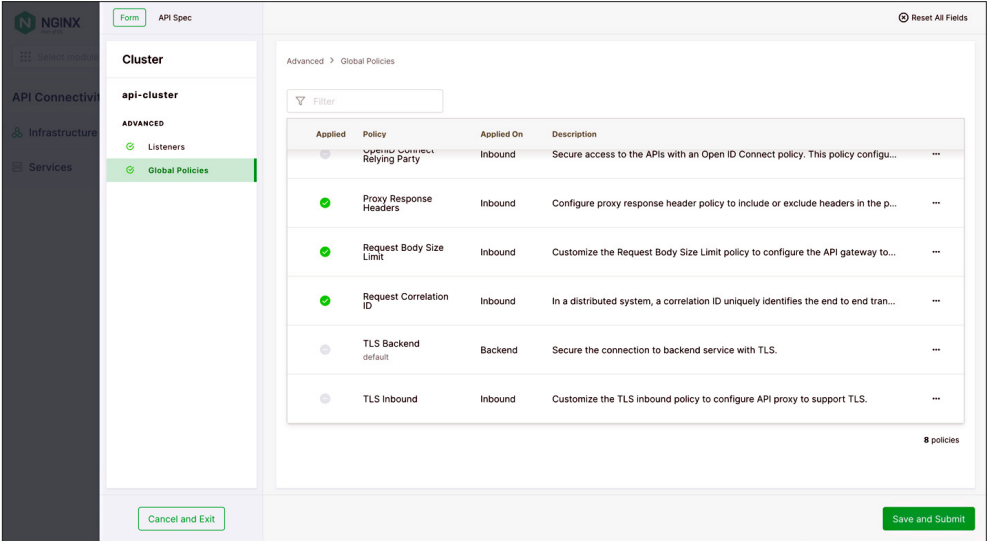 NGINX
Form
API Spec
Reset All Fields
Select module
API Connectivit
Infrastructure
Services
Cluster
api-cluster
ADVANCED
Listeners
Global Policies
Advanced > Global Policies
Filter
Applied Policy Applied On Description
OpenID Connect
Relying Party Inbound Secure access to the APIs with an Open ID Connect policy. This policy configu... ...
Proxy Response
Headers Inbound Configure proxy response header policy to include or exclude headers in the p... ...
Request Body Size
Limit Inbound Customize the Request Body Size Limit policy to configure the API gateway to... ...
Request Correlation
ID Inbound In a distributed system, a correlation ID uniquely identifies the end to end tran... ...
TLS Backend
default Backend Secure the connection to backend service with TLS. ...
TLS Inbound Inbound Customize the TLS inbound policy to configure API proxy to support TLS. ...
8 policies
Cancel and Exit
Save and Submit